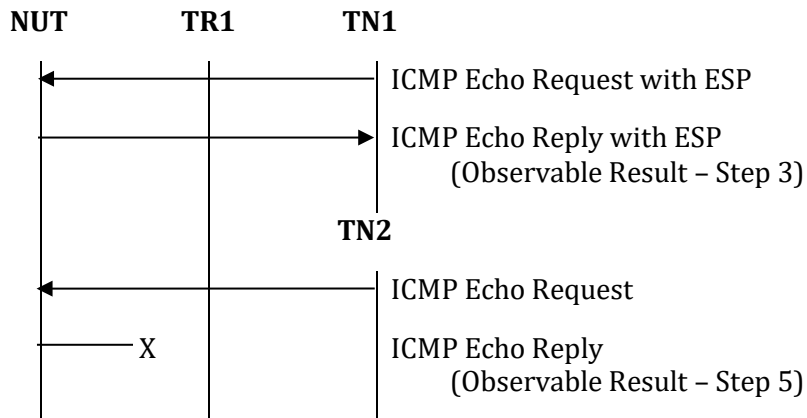 NUT TR1 TN1
ICMP Echo Request with ESP
ICMP Echo Reply with ESP
(Observable Result – Step 3)
TN2
ICMP Echo Request
X ICMP Echo Reply
(Observable Result – Step 5)